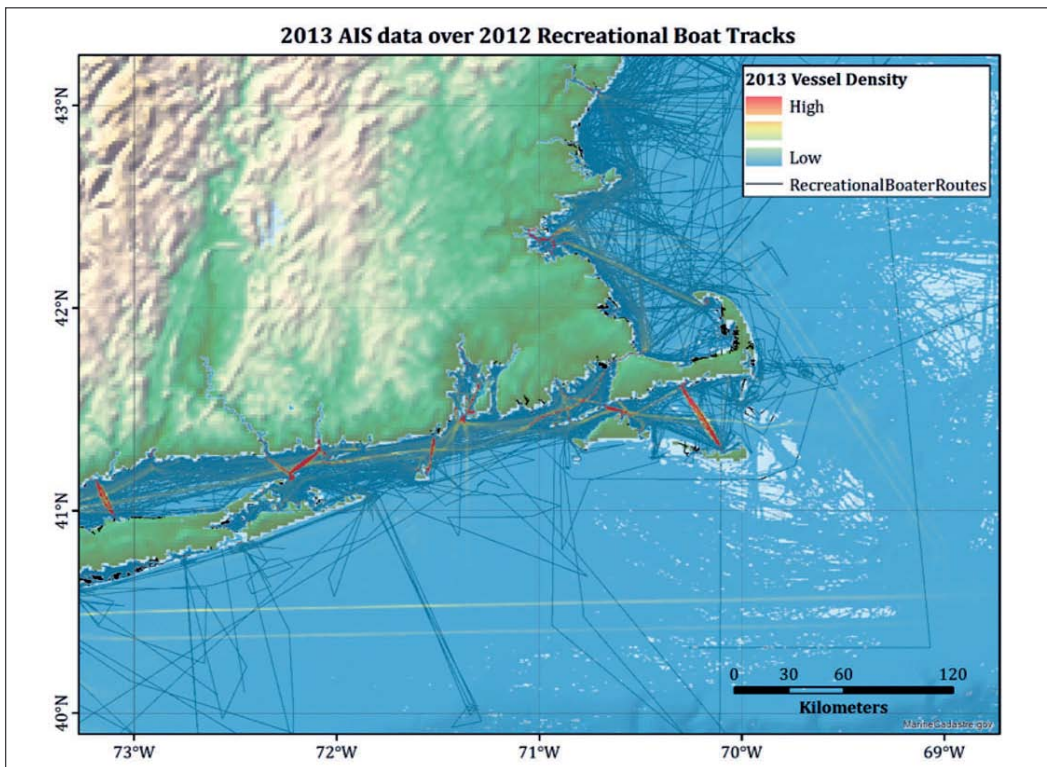 2013 AIS data over 2012 Recreational Boat Tracks
2013 Vessel Density
High
Low
RecreationalBoaterRoutes
43°N
42°N
41°N
40°N
0 30 60 120
Kilometers
MarineCadastre.gov
73°W 72°W 71°W 70°W 69°W